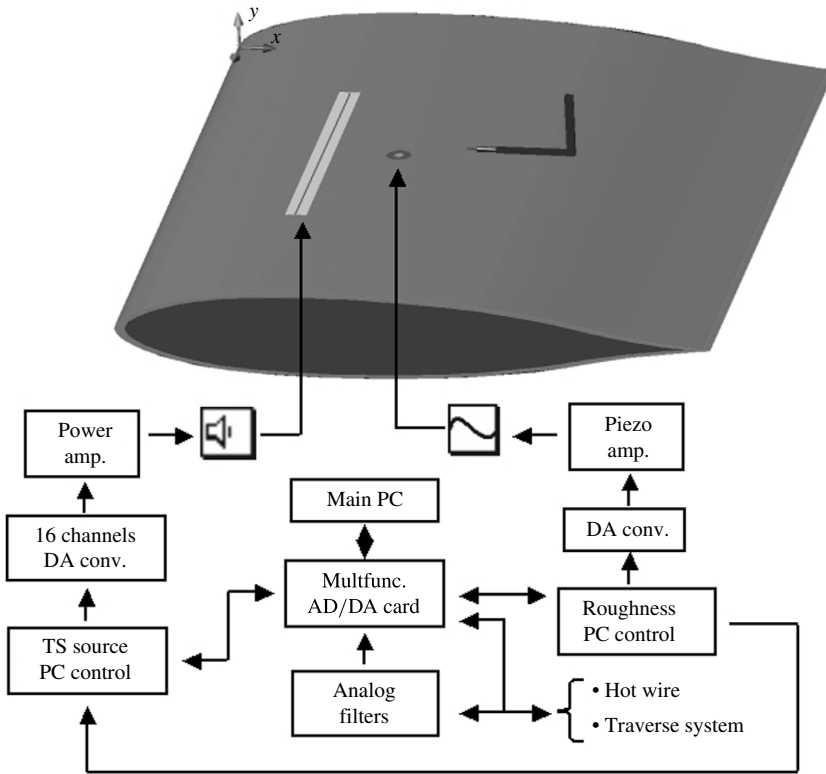 y
x
Power
amp.
Piezo
amp.
Main PC
16 channels
DA conv.
DA conv.
Multfunc.
AD/DA card
Roughness
PC control
TS source
PC control
Analog
filters
• Hot wire
• Traverse system